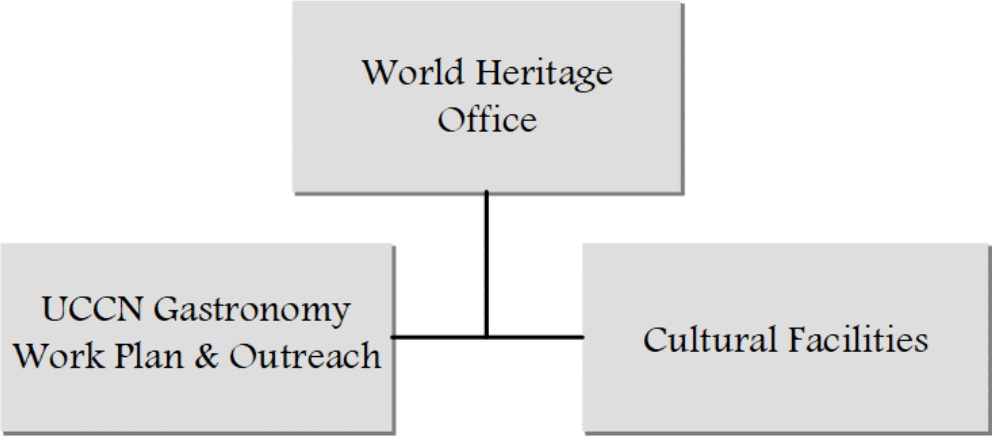 World Heritage
Office
UCCN Gastronomy
Work Plan & Outreach
Cultural Facilities